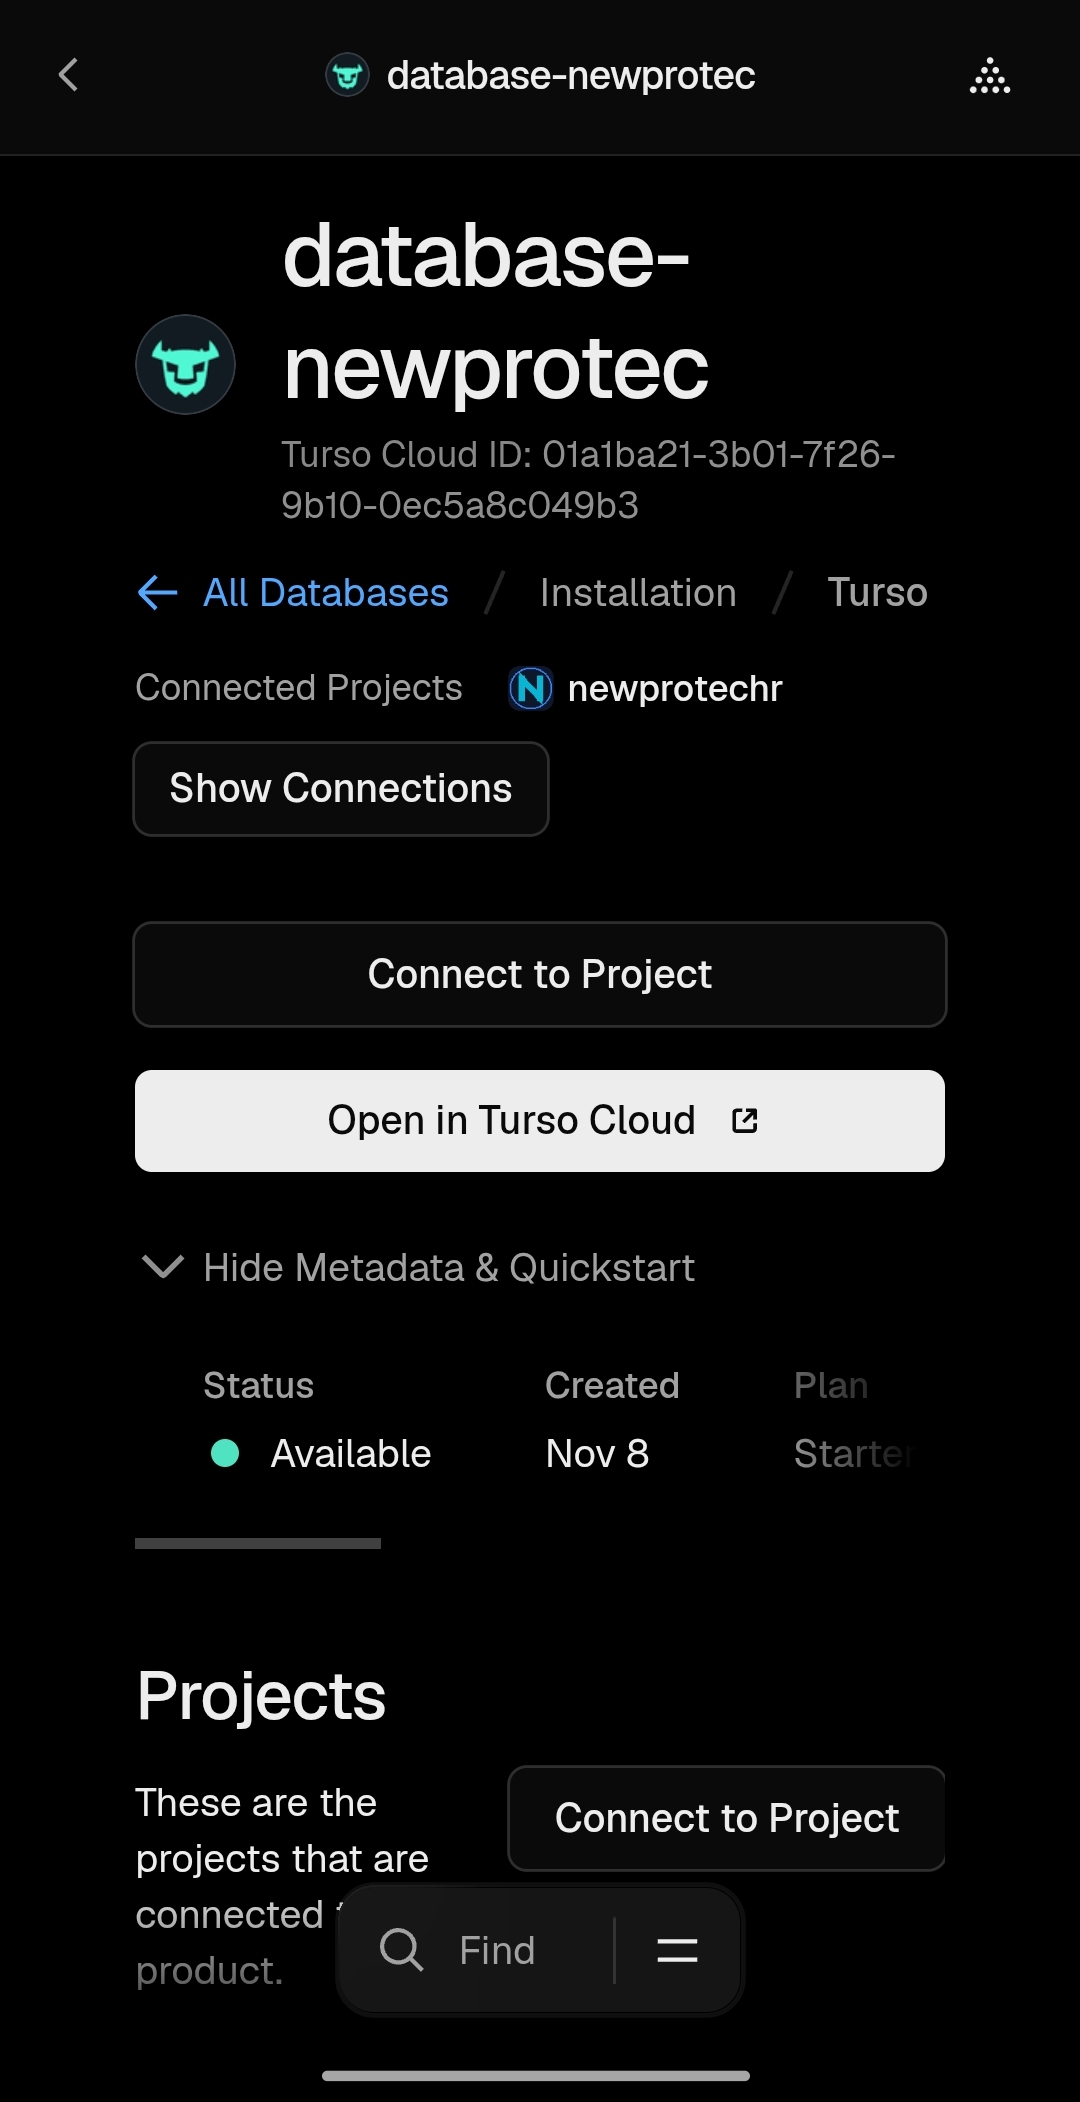 database-newprotec
database-
newprotec
Turso Cloud ID: 01a1ba21-3b01-7f26-
9b10-0ec5a8c049b3
All Databases / Installation / Turso
Connected Projects newprotechr
Show Connections
Connect to Project
Open in Turso Cloud
Hide Metadata & Quickstart
Status Created Plan
Available Nov 8 Starter
Projects
These are the
projects that are
connected
product.
Connect to Project
Find